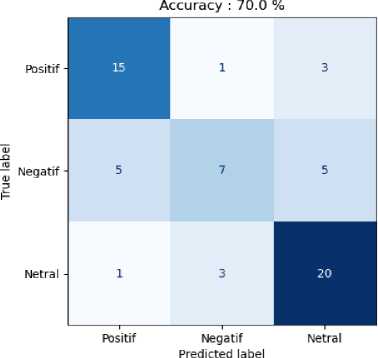 Accuracy : 70.0 %
True label
Positif 15 1 3
Negatif 5 7 5
Netral 1 3 20
Positif Negatif Netral
Predicted label